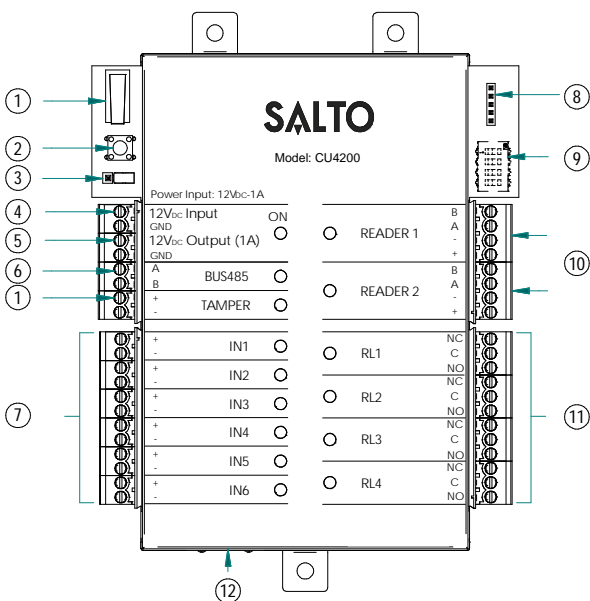 SALTO
Model: CU4200
1
2
3
8
9
Power Input: 12VDC-1A
4
12VDC Input
GND
ON
5
12VDC Output (1A)
GND
6
A
B
BUS485
1
+
-
TAMPER
READER 1
B
A
-
+
READER 2
B
A
-
+
10
7
+
-
IN1
+
-
IN2
+
-
IN3
+
-
IN4
+
-
IN5
+
-
IN6
RL1
NC
C
NO
RL2
NC
C
NO
RL3
NC
C
NO
RL4
NC
C
NO
11
12